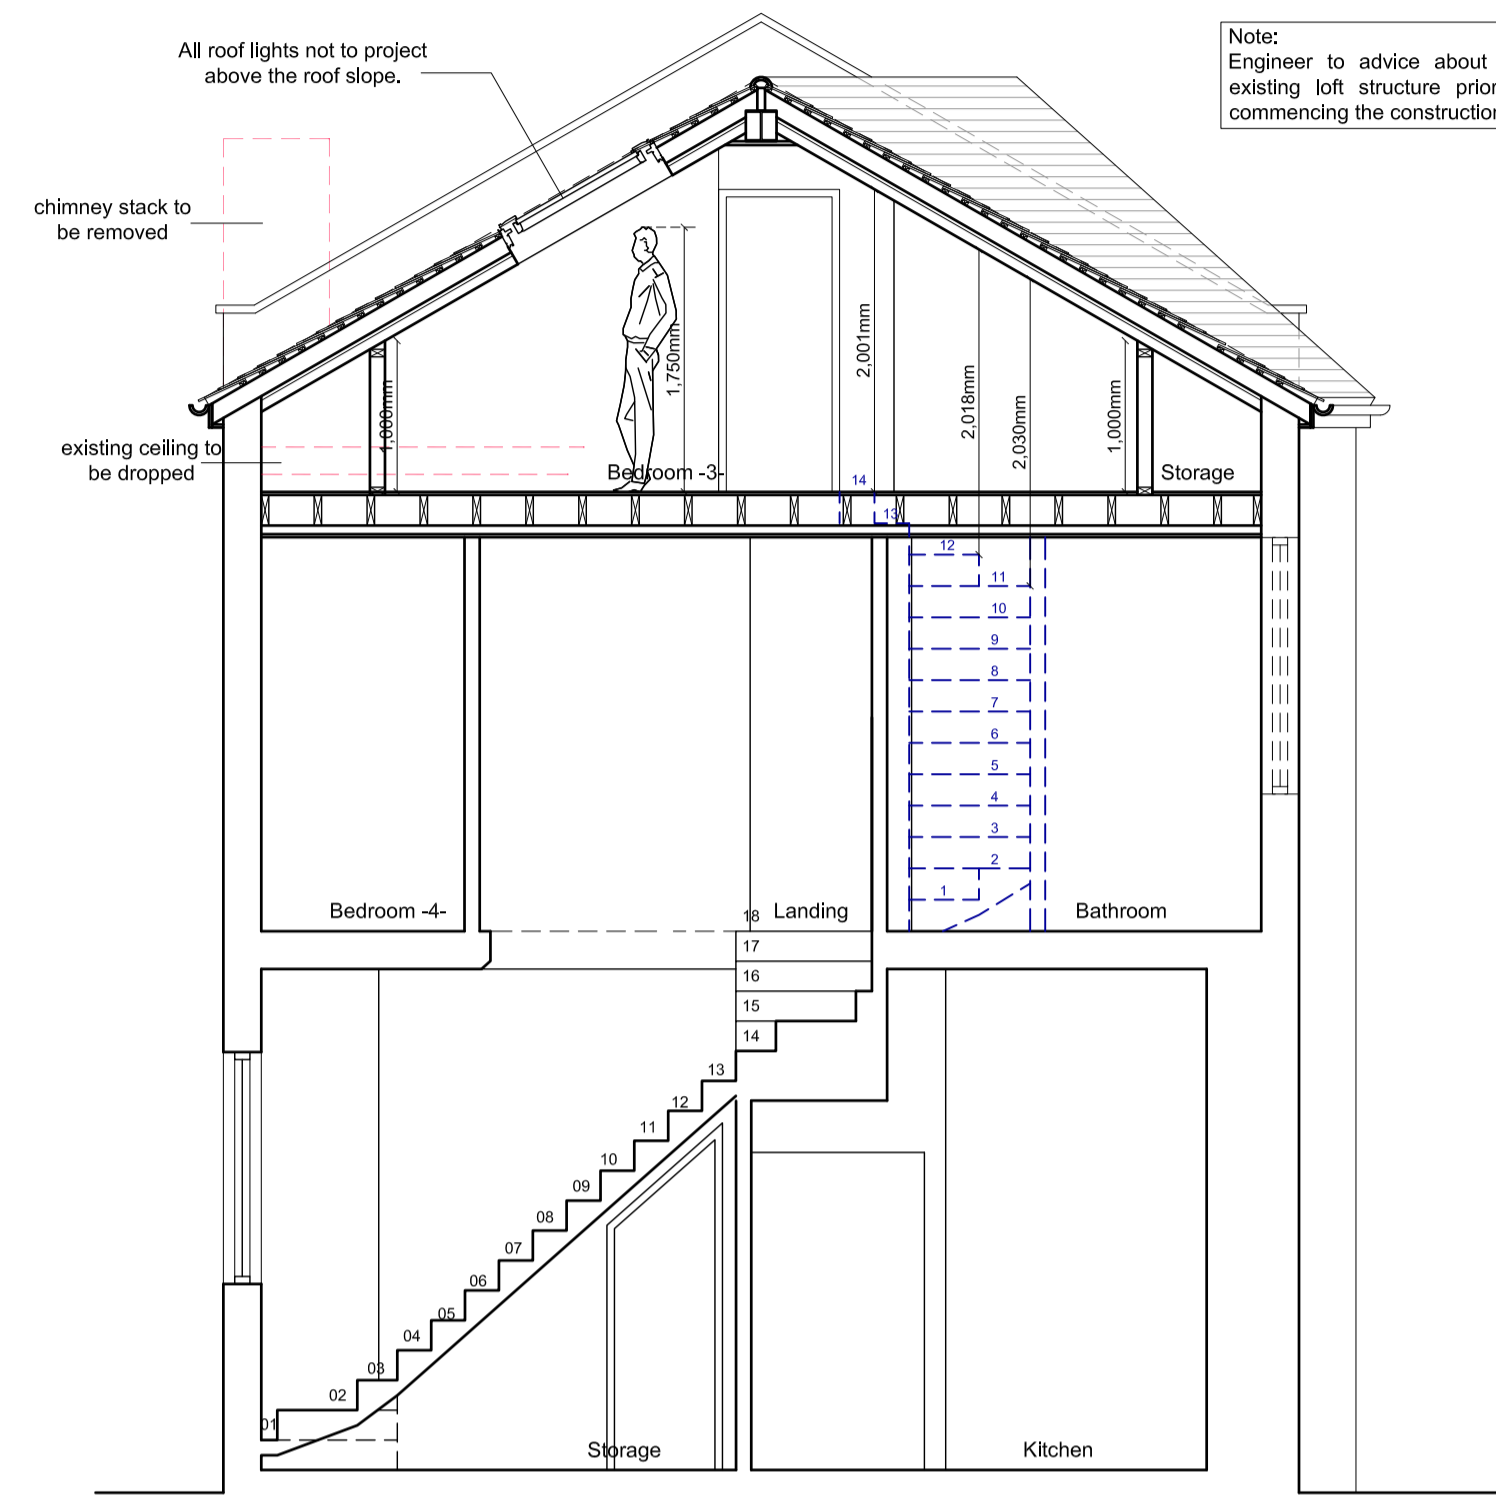 All roof lights not to project
above the roof slope.
Note:
Engineer to advice about
existing loft structure prior
commencing the construction
chimney stack to
be removed
existing ceiling to
be dropped
1,000mm
1,750mm
2,001mm
2,018mm
2,030mm
1,000mm
Bedroom -3-
Storage
14
13
12
11
10
9
8
7
6
5
4
3
2
1
Bedroom -4-
Landing
Bathroom
18
17
16
15
14
13
12
11
10
09
08
07
06
05
04
03
02
01
Storage
Kitchen